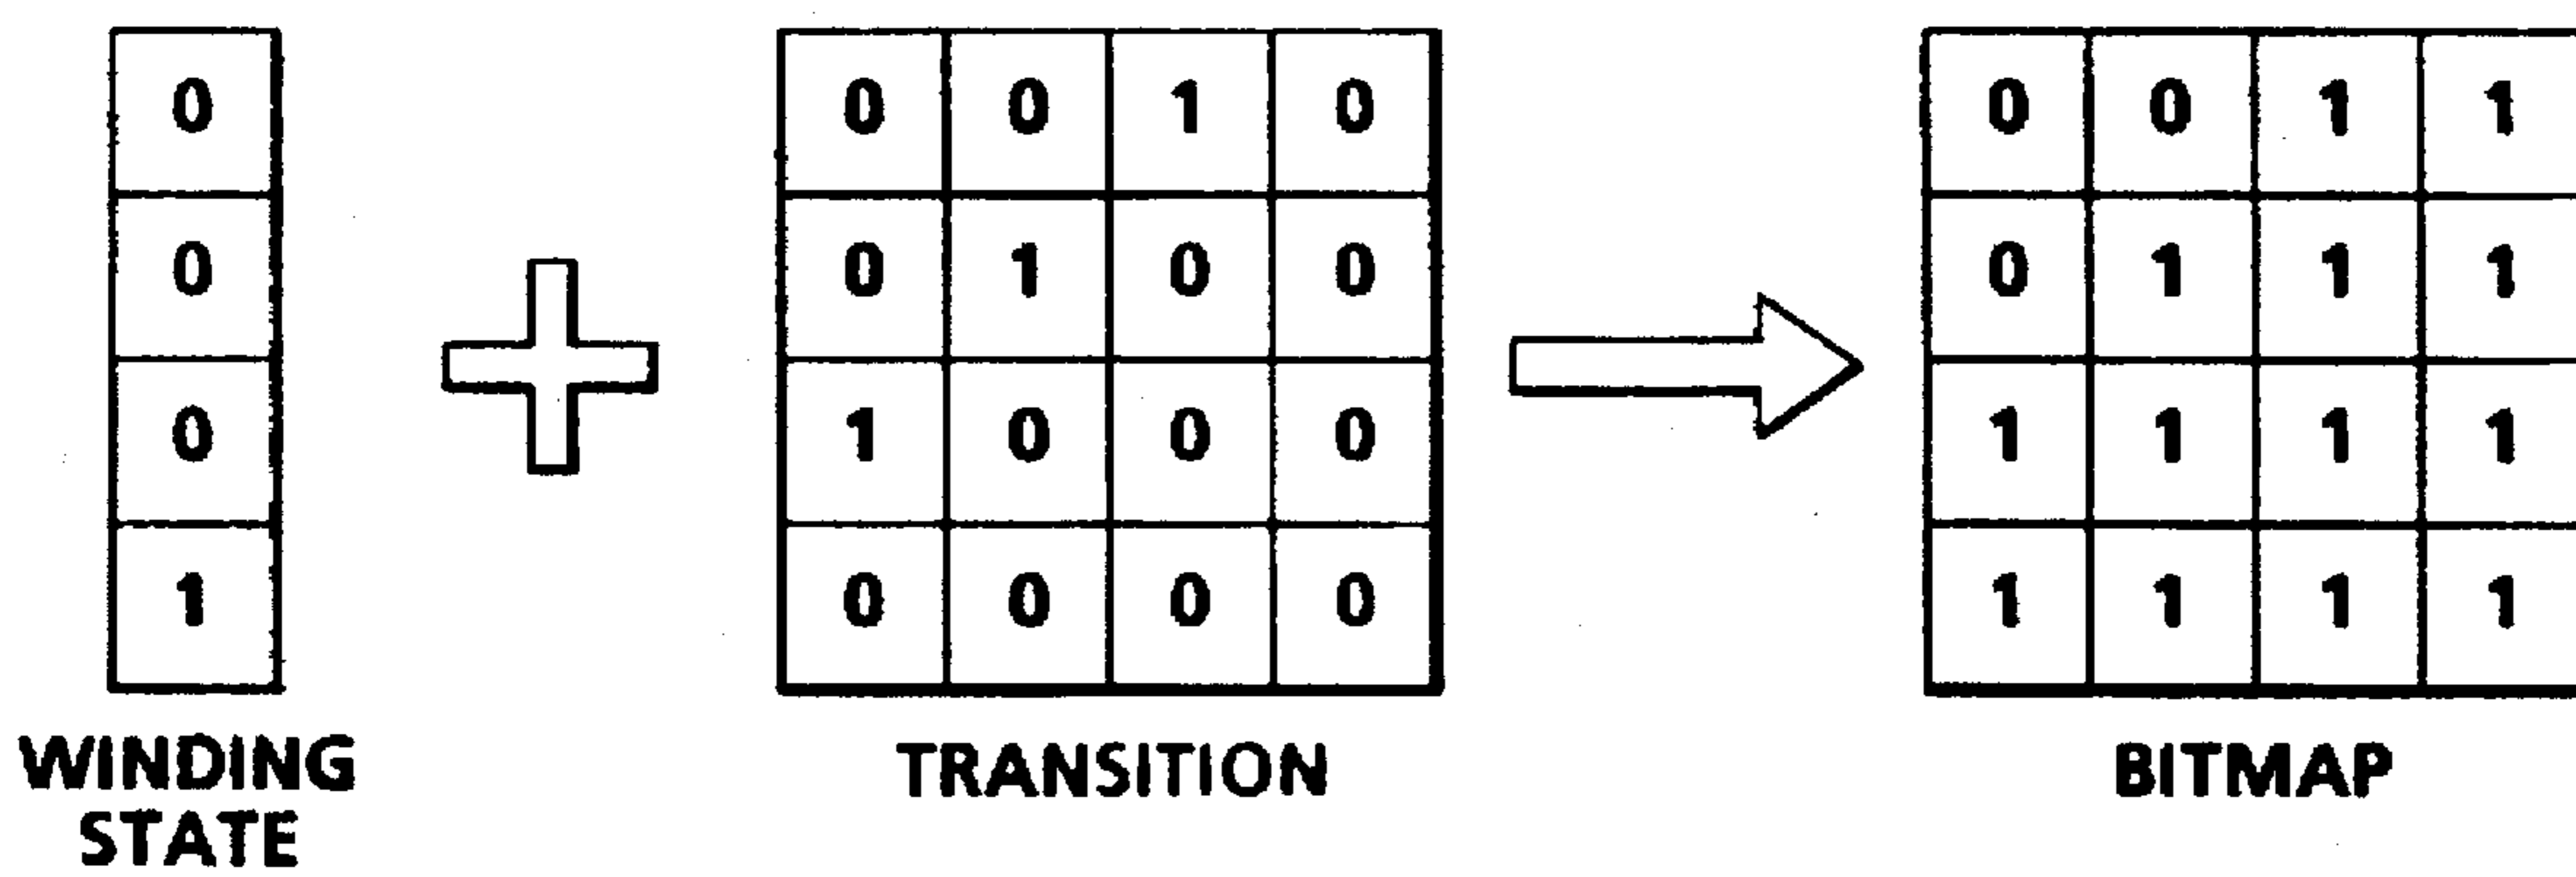 0 0 0 1 0 0 0 1 1
0 0 1 0 0 0 1 1 1
0 1 0 0 0 1 1 1 1
1 0 0 0 0 1 1 1 1
WINDING STATE
TRANSITION
BITMAP